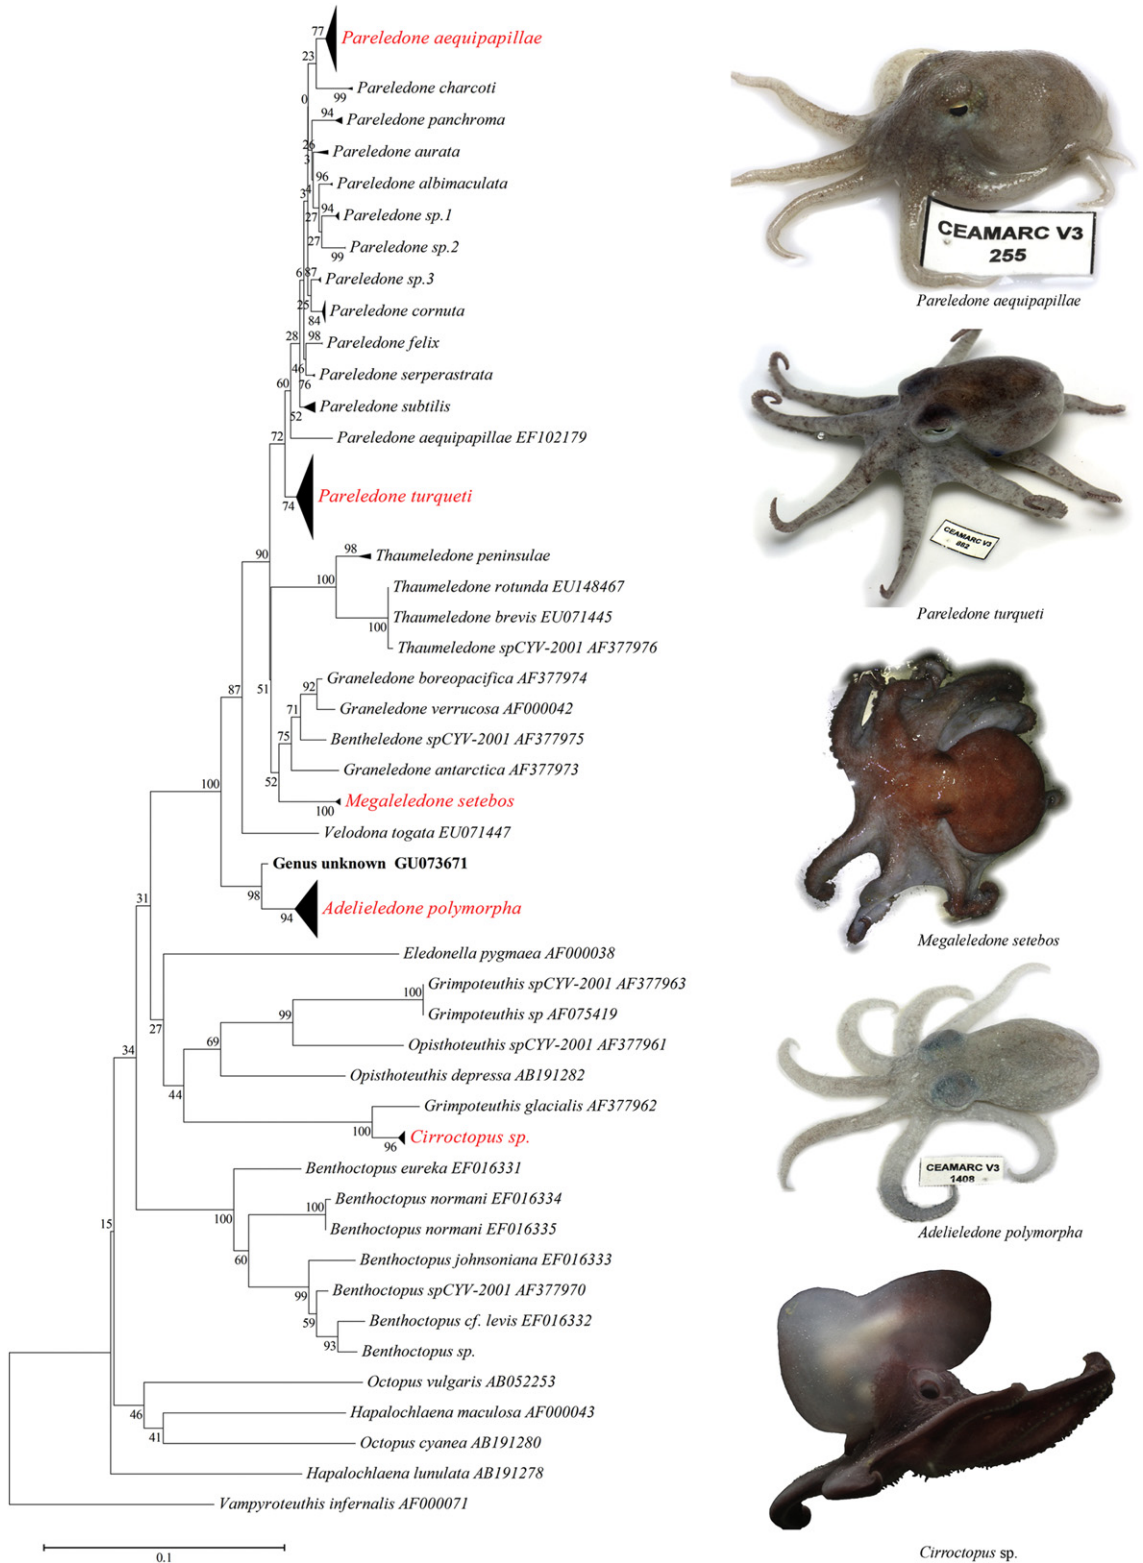 77
Pareledone aequipapillae
23
99
Pareledone charcoti
0
94
Pareledone panchroma
26
3
Pareledone aurata
4
96
Pareledone albimaculata
3
27
94
Pareledone sp.1
27
99
Pareledone sp.2
6
87
Pareledone sp.3
25
84
Pareledone cornuta
28
98
Pareledone felix
46
76
Pareledone serperastrata
60
52
Pareledone subtilis
72
Pareledone aequipapillae EF102179
74
Pareledone turqueti
90
98
Thaumeledone peninsulae
100
Thaumeledone rotunda EU148467
Thaumeledone brevis EU071445
100
Thaumeledone spCYV-2001 AF377976
87
51
92
Graneledone boreopacifica AF377974
71
Graneledone verrucosa AF000042
75
Bentheledone spCYV-2001 AF377975
52
Graneledone antarctica AF377973
100
100
Megaleledone setebos
Velodona togata EU071447
Genus unknown GU073671
98
31
94
Adelieledone polymorpha
Eledonella pygmaea AF000038
100
Grimpoteuthis spCYV-2001 AF377963
27
99
Grimpoteuthis sp AF075419
34
69
Opisthoteuthis spCYV-2001 AF377961
44
Opisthoteuthis depressa AB191282
Grimpoteuthis glacialis AF377962
100
96
Cirroctopus sp.
Benthoctopus eureka EF016331
15
100
100
Benthoctopus normani EF016334
60
Benthoctopus normani EF016335
Benthoctopus johnsoniana EF016333
99
Benthoctopus spCYV-2001 AF377970
59
Benthoctopus cf. levis EF016332
93
Benthoctopus sp.
Octopus vulgaris AB052253
46
Hapalochlaena maculosa AF000043
41
Octopus cyanea AB191280
Hapalochlaena lunulata AB191278
Vampyroteuthis infernalis AF000071
0.1
CEAMARC V3
255
Pareledone aequipapillae
CEAMARC V3
Pareledone turqueti
Megaleledone setebos
CEAMARC V3
1408
Adelieledone polymorpha
Cirroctopus sp.